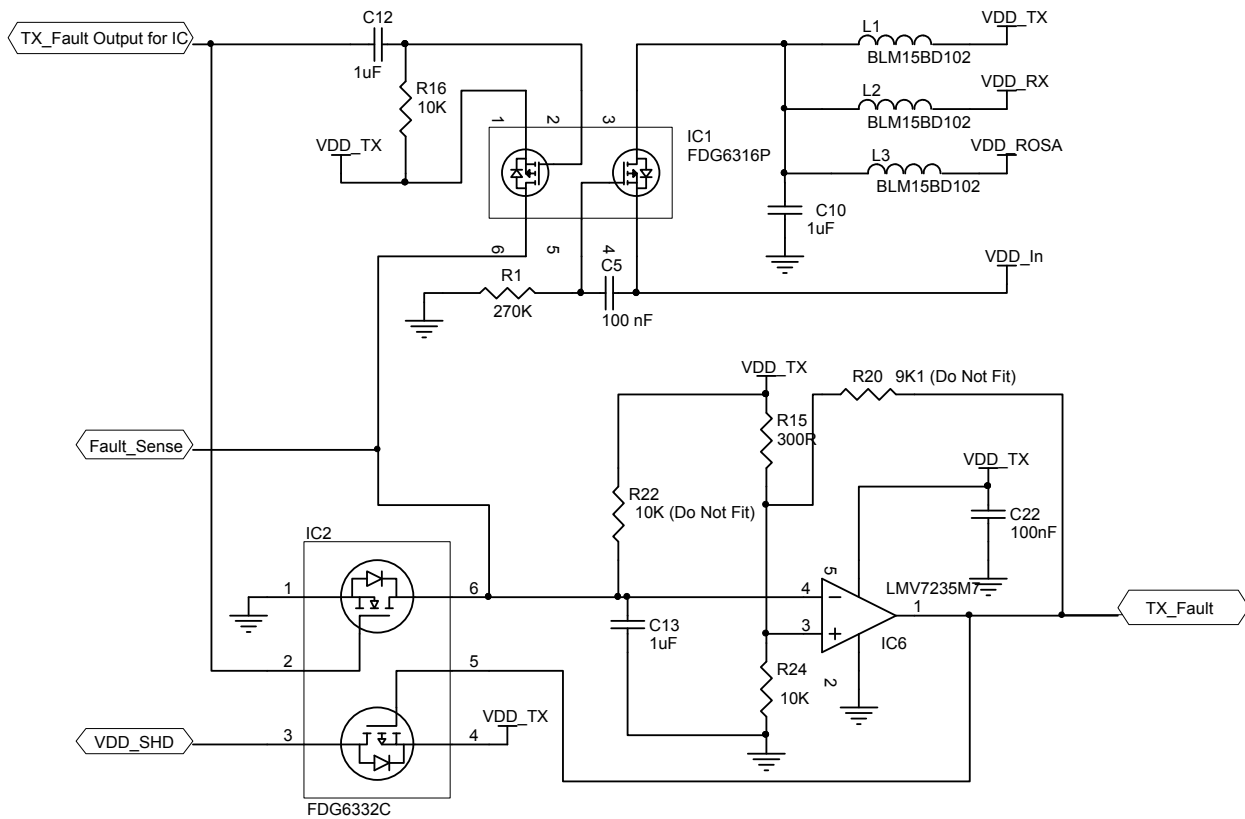 TX_Fault Output for IC
C12
1uF
R16
10K
VDD_TX
1
2
3
IC1
FDG6316P
L1
BLM15BD102
VDD_TX
L2
BLM15BD102
VDD_RX
L3
BLM15BD102
VDD_ROSA
C10
1uF
6
5
4
R1
270K
C5
100 nF
VDD_In
VDD_TX
R20 9K1 (Do Not Fit)
R15
300R
Fault_Sense
R22
10K (Do Not Fit)
VDD_TX
C22
100nF
IC2
1
6
2
5
3
4
VDD_TX
VDD_SHD
FDG6332C
C13
1uF
4
3
5
LMV7235M7
1
IC6
2
R24
10K
TX_Fault